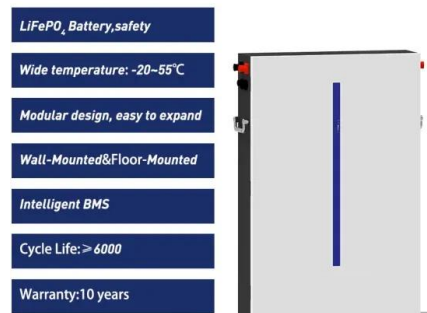 LiFePO₄ Battery,safety
Wide temperature: -20~55℃
Modular design, easy to expand
Wall-Mounted&Floor-Mounted
Intelligent BMS
Cycle Life:≥6000
Warranty:10 years